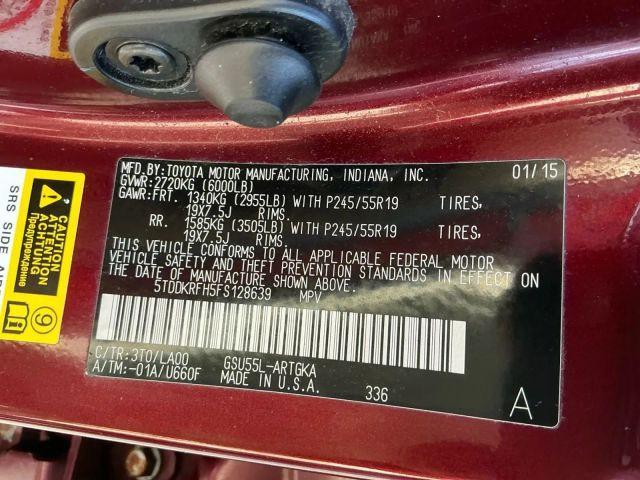 MFD.BY:TOYOTA MOTOR MANUFACTURING, INDIANA, INC. 01/15
GVWR:2720KG (6000LB)
GAWR:FRT. 1340KG (2955LB) WITH P245/55R19 TIRES,
19X7.5J RIMS.
RR. 1585KG (3505LB) WITH P245/55R19 TIRES,
19X7.5J RIMS.
THIS VEHICLE CONFORMS TO ALL APPLICABLE FEDERAL MOTOR
VEHICLE SAFETY AND THEFT PREVENTION STANDARDS IN EFFECT ON
THE DATE OF MANUFACTURE SHOWN ABOVE.
5TDDKRFH5FS128639 MPV
C/TR:3T0/LA00 GSU55L-ARTGKA
A/TM:-01A/U660F MADE IN U.S.A. 336
A
CAUTION
ATTENTION
ACHTUNG
Предупреждение
9
SRS SIDE